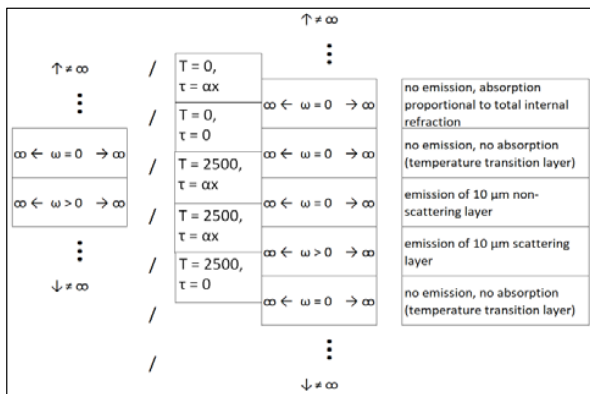 ↑ ≠ ∞
↑ ≠ ∞
/
T = 0,
τ = αx
/
T = 0,
τ = 0
∞ ← ω = 0 → ∞
no emission, absorption
proportional to total internal
refraction
∞ ← ω = 0 → ∞
/
T = 2500,
τ = αx
∞ ← ω = 0 → ∞
no emission, no absorption
(temperature transition layer)
∞ ← ω > 0 → ∞
/
T = 2500,
τ = αx
∞ ← ω = 0 → ∞
emission of 10 μm non-
scattering layer
/
T = 2500,
τ = 0
∞ ← ω > 0 → ∞
emission of 10 μm scattering
layer
↓ ≠ ∞
/
∞ ← ω = 0 → ∞
no emission, no absorption
(temperature transition layer)
/
↓ ≠ ∞